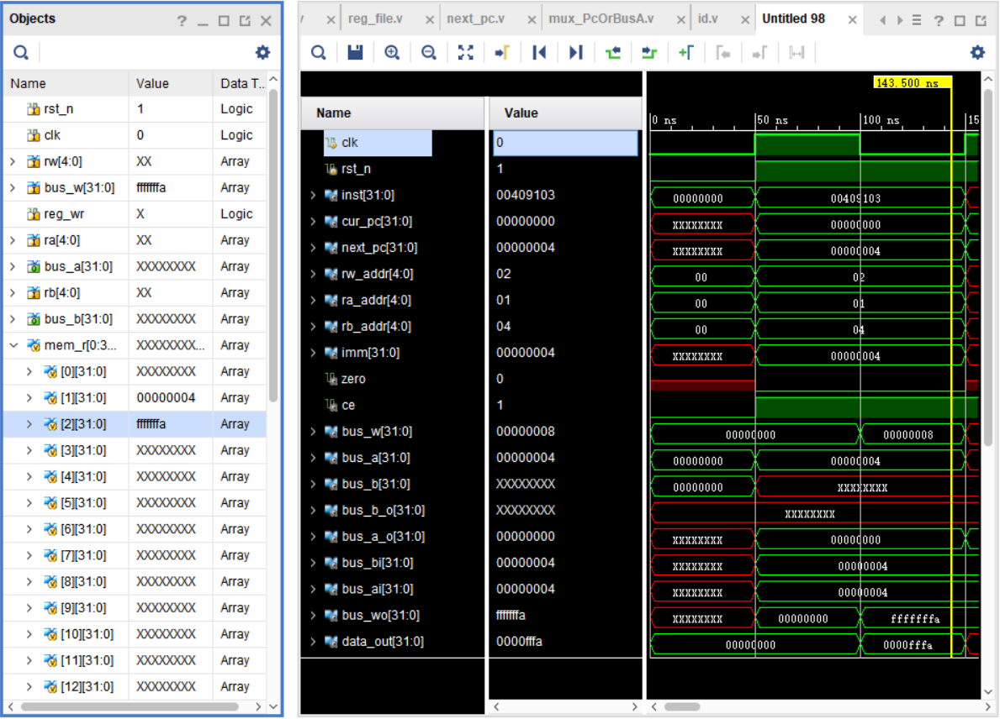 Objects ? _
Name Value Data T...
rst_n 1 Logic
clk 0 Logic
rw[4:0] XX Array
bus_w[31:0] fffffffa Array
reg_wr X Logic
ra[4:0] XX Array
bus_a[31:0] XXXXXXXX Array
rb[4:0] XX Array
bus_b[31:0] XXXXXXXX Array
mem_r[0:3... XXXXXXXX... Array
[0][31:0] XXXXXXXX Array
[1][31:0] 00000004 Array
[2][31:0] fffffffa Array
[3][31:0] XXXXXXXX Array
[4][31:0] XXXXXXXX Array
[5][31:0] XXXXXXXX Array
[6][31:0] XXXXXXXX Array
[7][31:0] XXXXXXXX Array
[8][31:0] XXXXXXXX Array
[9][31:0] XXXXXXXX Array
[10][31:0] XXXXXXXX Array
[11][31:0] XXXXXXXX Array
[12][31:0] XXXXXXXX Array
reg_file.v next_pc.v mux_PcOrBusA.v id.v Untitled 98 ?
143.500 ns
Name Value 0 ns 50 ns 100 ns 15
clk 0
rst_n 1
inst[31:0] 00409103 00000000 00409103
cur_pc[31:0] 00000000 XXXXXXXX 00000000
next_pc[31:0] 00000004 XXXXXXXX 00000004
rw_addr[4:0] 02 00 02
ra_addr[4:0] 01 00 01
rb_addr[4:0] 04 00 04
imm[31:0] 00000004 XXXXXXXX 00000004
zero 0
ce 1
bus_w[31:0] 00000008 00000000 00000008
bus_a[31:0] 00000004 00000000 00000004
bus_b[31:0] XXXXXXXX 00000000 XXXXXXXX
bus_b_o[31:0] XXXXXXXX XXXXXXXX
bus_a_o[31:0] 00000000 XXXXXXXX 00000000
bus_bi[31:0] 00000004 XXXXXXXX 00000004
bus_ai[31:0] 00000004 XXXXXXXX 00000004
bus_wo[31:0] fffffffa XXXXXXXX 00000000 fffffffa
data_out[31:0] 0000fffa 00000000 0000fffa